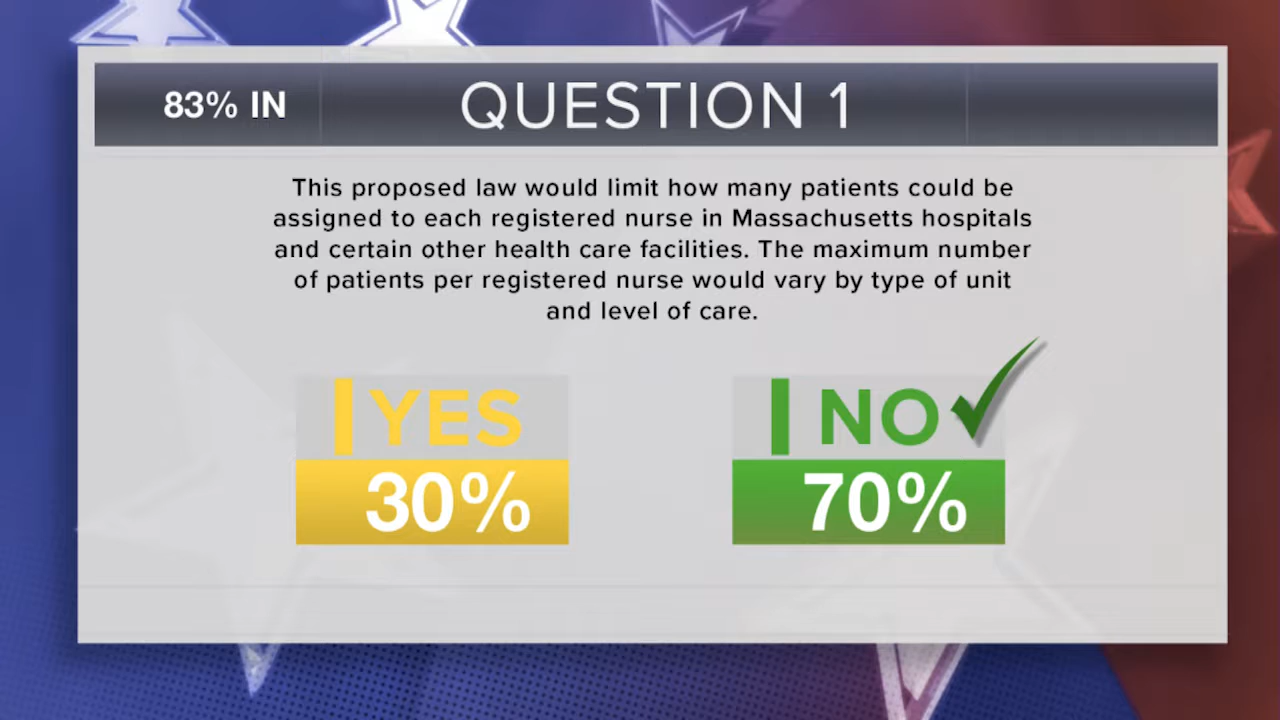 83% IN
QUESTION 1
This proposed law would limit how many patients could be
assigned to each registered nurse in Massachusetts hospitals
and certain other health care facilities. The maximum number
of patients per registered nurse would vary by type of unit
and level of care.
YES
30%
NO
70%